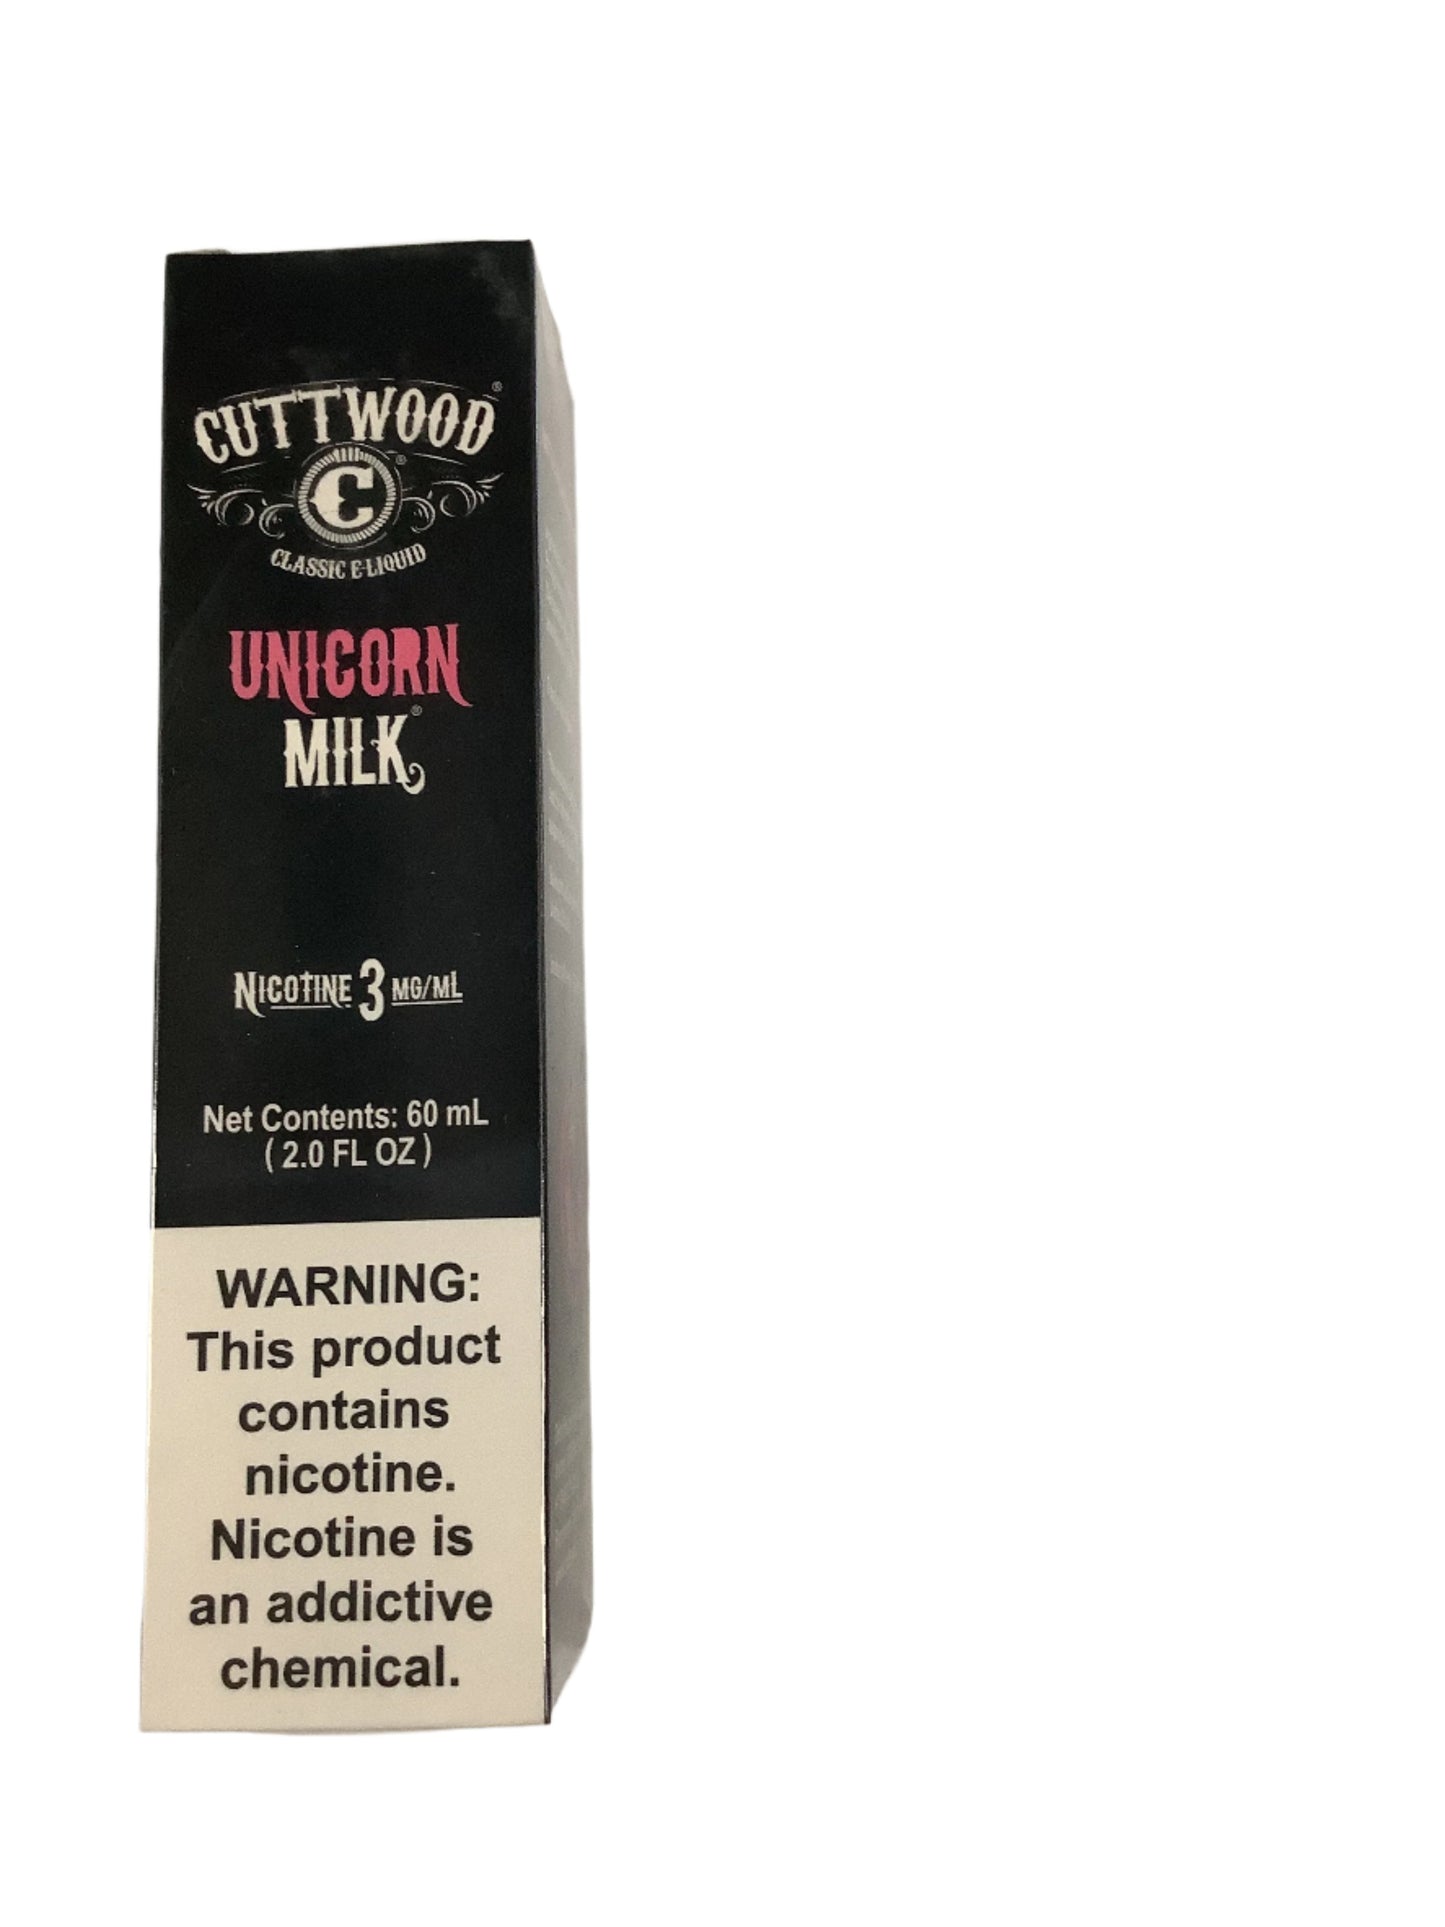 CUTTWOOD®
C®
CLASSIC E-LIQUID
UNICORN
MILK®
NICOTINE 3 MG/ML
Net Contents: 60 mL
( 2.0 FL OZ )
WARNING:
This product
contains
nicotine.
Nicotine is
an addictive
chemical.